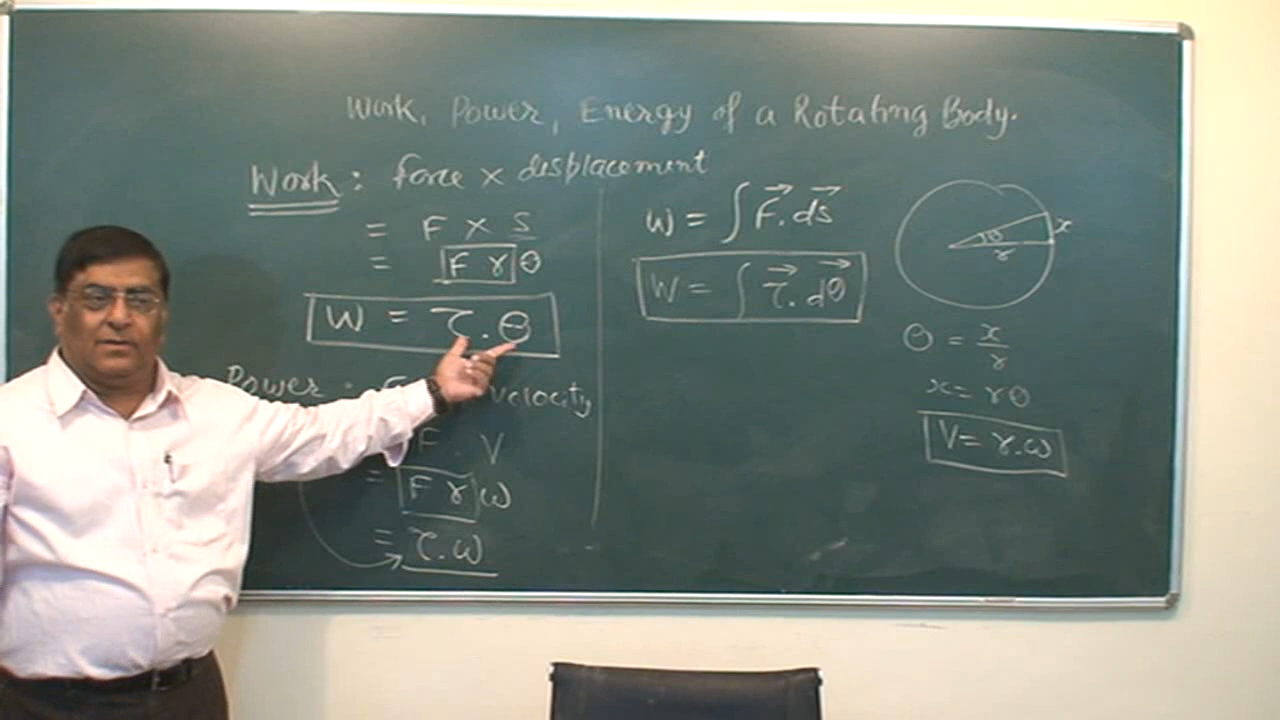 Work, Power, Energy of a Rotating Body.
Work : force × displacement
= F × S
= F r θ
W = τ . θ
Power : velocity
F . V
= F r ω
= τ . ω
W = ∫ F⃗ . ds⃗
W = ∫ τ⃗ . dθ⃗
θ x
r
θ = x/r
x = rθ
V = r . ω